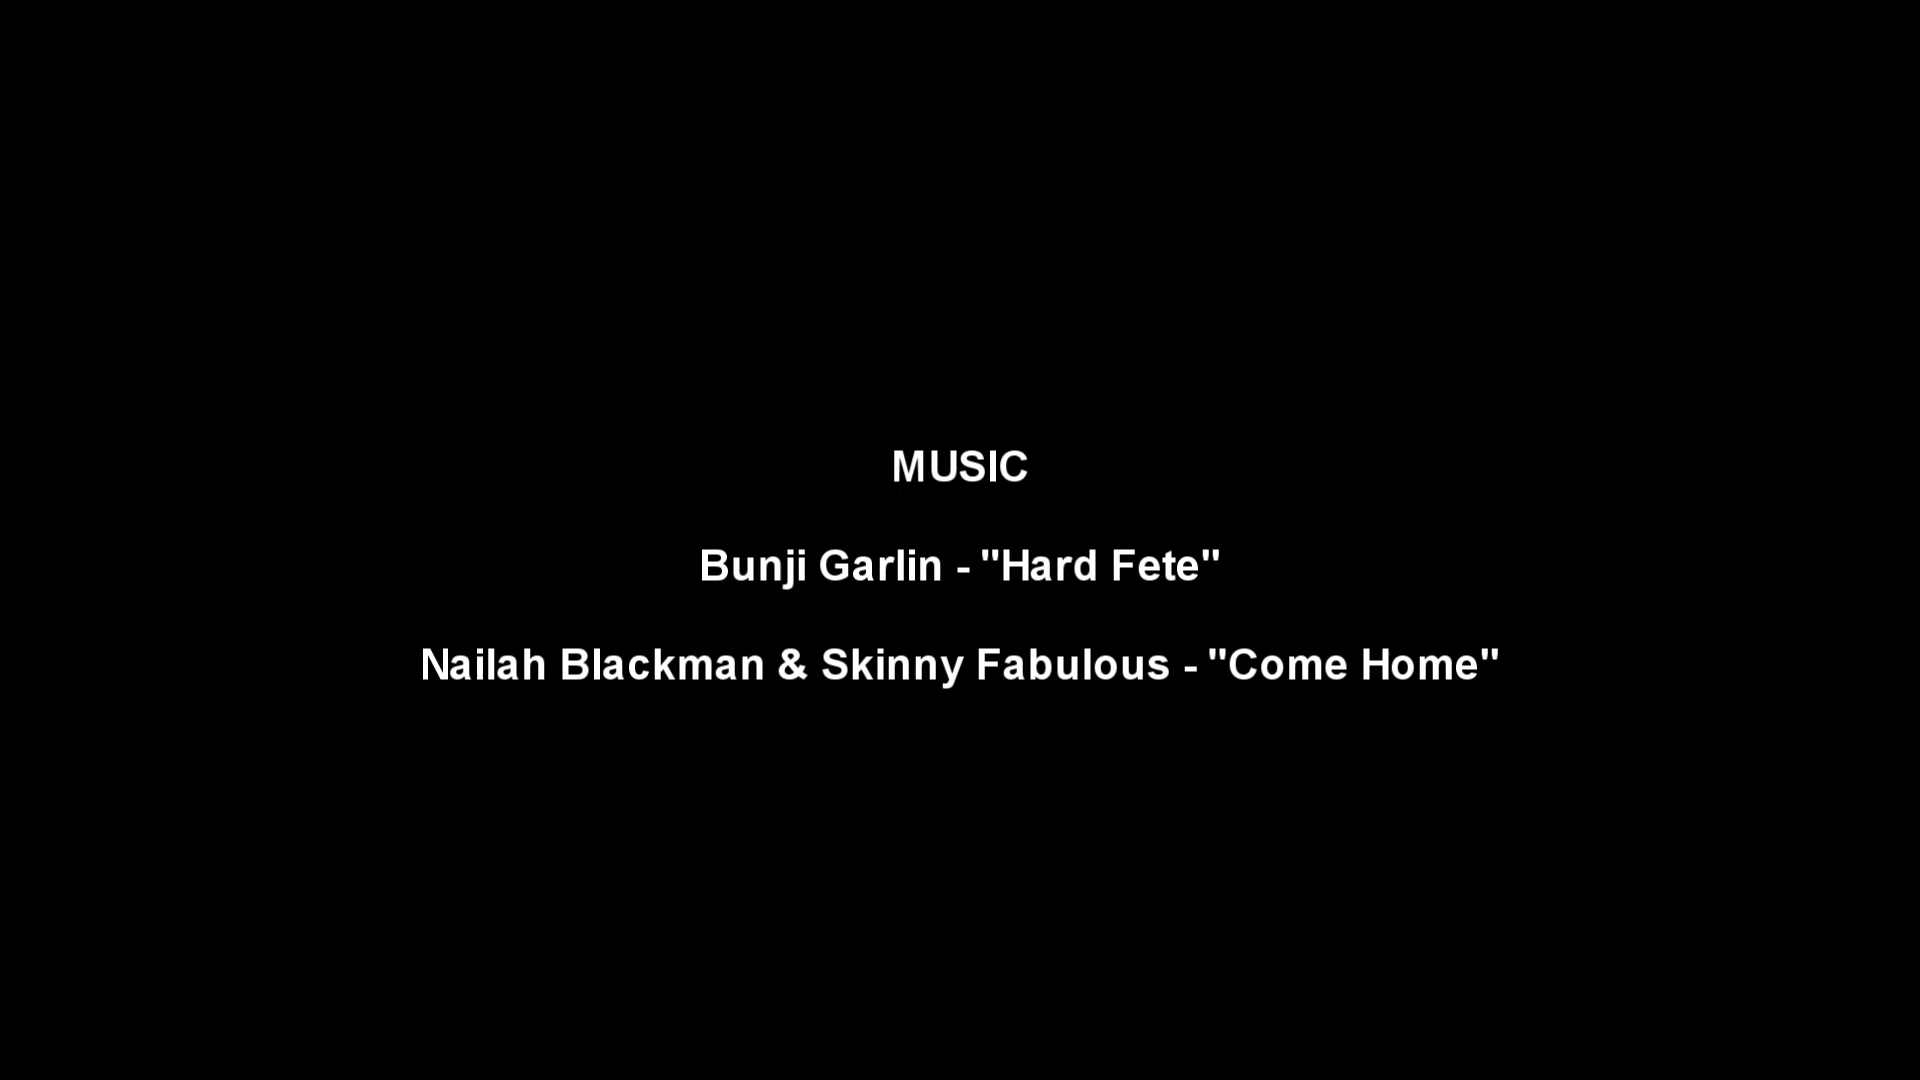 MUSIC
Bunji Garlin - "Hard Fete"
Nailah Blackman & Skinny Fabulous - "Come Home"